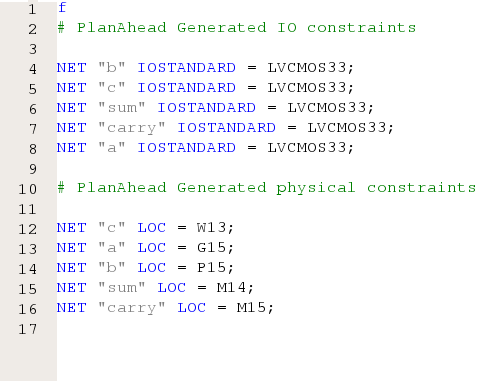 1 f
2 # PlanAhead Generated IO constraints
3
4 NET "b" IOSTANDARD = LVCMOS33;
5 NET "c" IOSTANDARD = LVCMOS33;
6 NET "sum" IOSTANDARD = LVCMOS33;
7 NET "carry" IOSTANDARD = LVCMOS33;
8 NET "a" IOSTANDARD = LVCMOS33;
9
10 # PlanAhead Generated physical constraints
11
12 NET "c" LOC = W13;
13 NET "a" LOC = G15;
14 NET "b" LOC = P15;
15 NET "sum" LOC = M14;
16 NET "carry" LOC = M15;
17